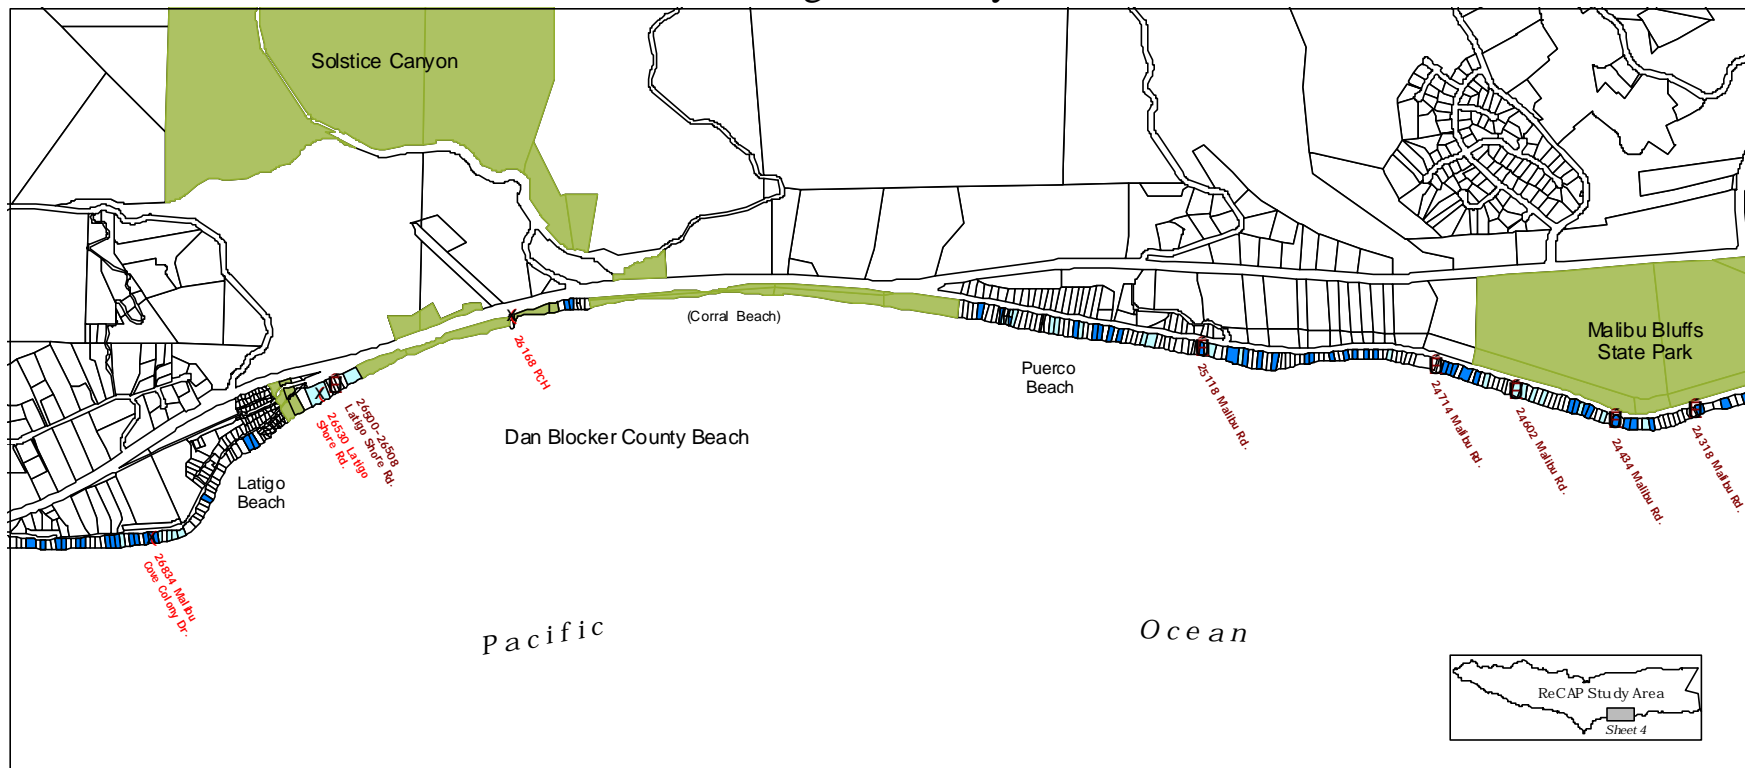 Solstice Canyon
(Corral Beach)
Malibu Bluffs
State Park
Puerco
Beach
26168 PCH
25118 Malibu Rd.
24714 Malibu Rd.
24602 Malibu Rd.
24434 Malibu Rd.
24318 Malibu Rd.
26500-26508
Latigo Shore Rd.
26530 Latigo
Shore Rd.
Dan Blocker County Beach
Latigo
Beach
26834 Malibu
Cove Colony Dr.
Pacific
Ocean
ReCAP Study Area
Sheet 4